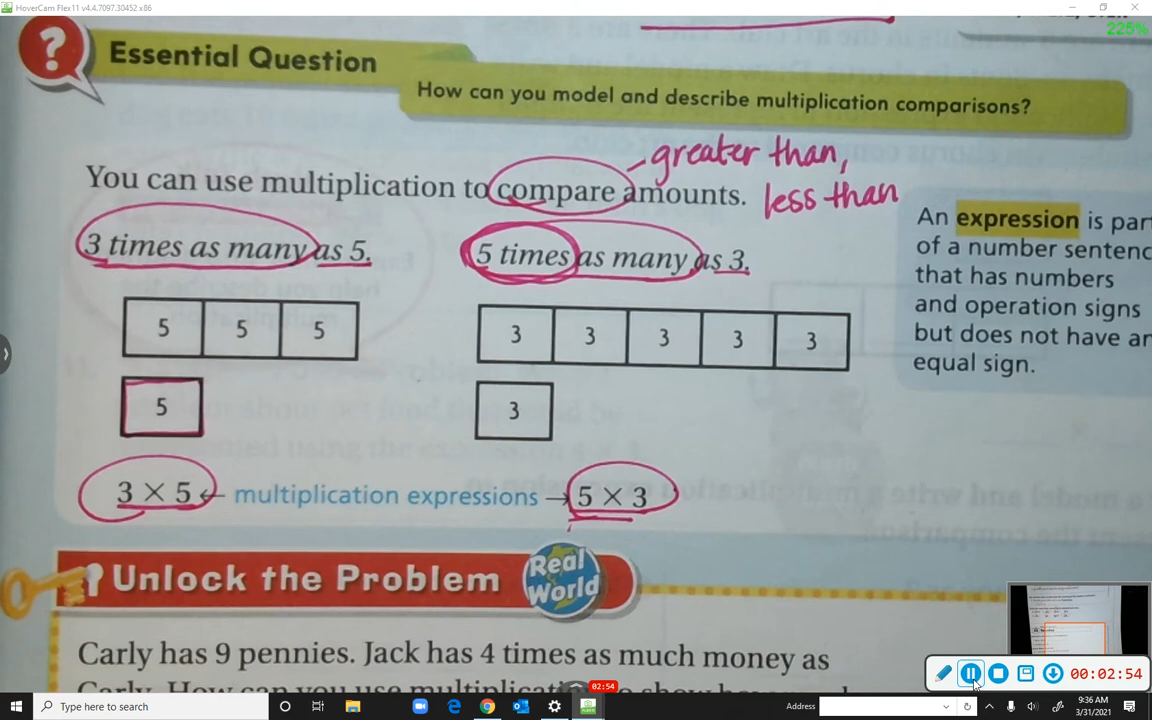 HoverCam Flex11 v4.4.7097.30452 x86
225%
?
Essential Question
How can you model and describe multiplication comparisons?
greater than,
You can use multiplication to compare amounts.
less than
3 times as many as 5.
5 times as many as 3.
An expression is par
of a number sentenc
that has numbers
and operation signs
but does not have an
equal sign.
5 5 5
3 3 3 3 3
5
3
3 × 5 ← multiplication expressions → 5 × 3
Unlock the Problem
Real
World
Carly has 9 pennies. Jack has 4 times as much money as
00:02:54
02:54
Type here to search
Address
9:36 AM
3/31/2021